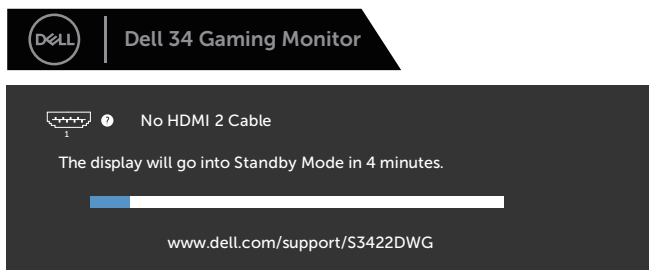 DELL
Dell 34 Gaming Monitor
? No HDMI 2 Cable
1
The display will go into Standby Mode in 4 minutes.
www.dell.com/support/S3422DWG